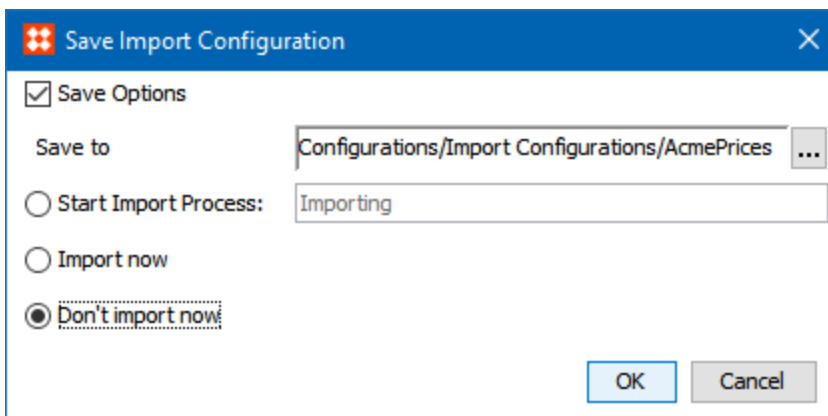 Save Import Configuration
Save Options
Save to Configurations/Import Configurations/AcmePrices ...
Start Import Process: Importing
Import now
Don't import now
OK Cancel